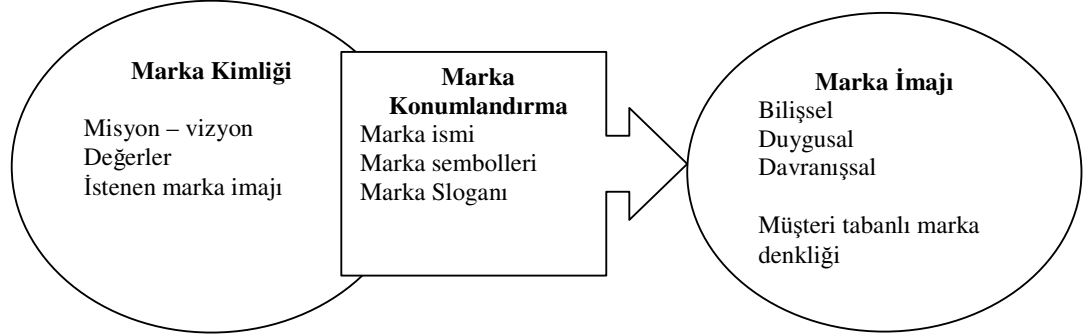 Marka Kimliği
Misyon – vizyon
Değerler
İstenen marka imajı
Marka
Konumlandırma
Marka ismi
Marka sembolleri
Marka Sloganı
Marka İmajı
Bilişsel
Duygusal
Davranışsal
Müşteri tabanlı marka
denkliği